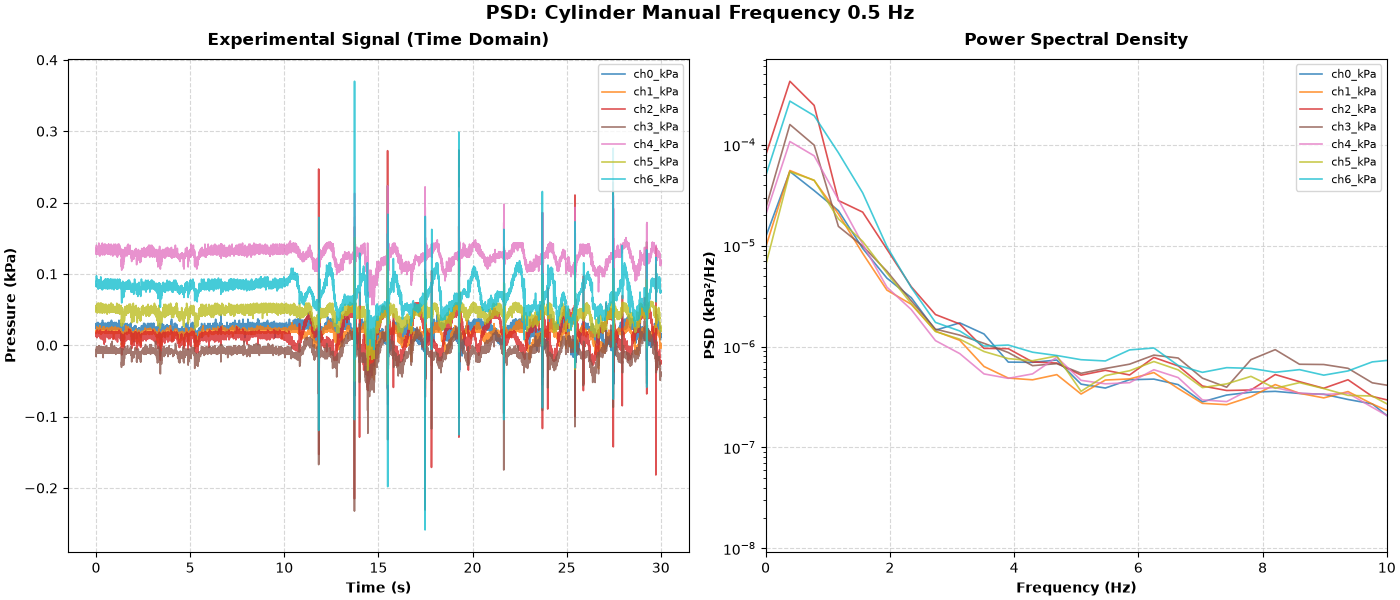 PSD: Cylinder Manual Frequency 0.5 Hz
Experimental Signal (Time Domain)
Pressure (kPa)
0.4
0.3
0.2
0.1
0.0
−0.1
−0.2
ch0_kPa
ch1_kPa
ch2_kPa
ch3_kPa
ch4_kPa
ch5_kPa
ch6_kPa
0 5 10 15 20 25 30
Time (s)
Power Spectral Density
PSD (kPa²/Hz)
10⁻⁴
10⁻⁵
10⁻⁶
10⁻⁷
10⁻⁸
ch0_kPa
ch1_kPa
ch2_kPa
ch3_kPa
ch4_kPa
ch5_kPa
ch6_kPa
0 2 4 6 8 10
Frequency (Hz)